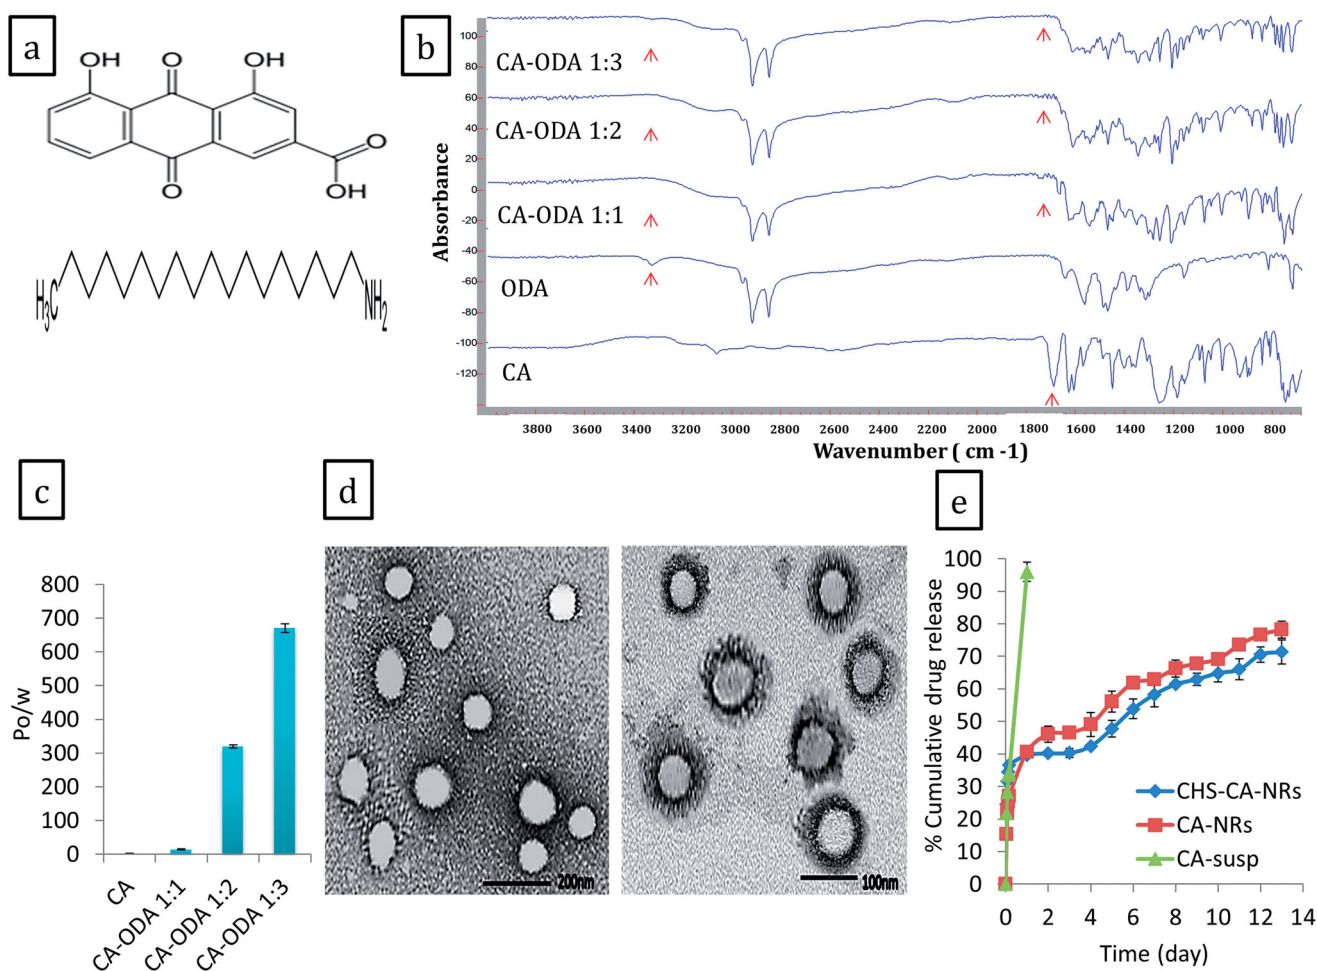 a
OH
O
OH
O
O
OH
H3C
NH2
b
Absorbance
100
80
60
40
20
0
-20
-40
-60
-80
-100
-120
CA-ODA 1:3
CA-ODA 1:2
CA-ODA 1:1
ODA
CA
3800 3600 3400 3200 3000 2800 2600 2400 2200 2000 1800 1600 1400 1200 1000 800
Wavenumber ( cm -1)
c
Po/w
800
700
600
500
400
300
200
100
0
CA
CA-ODA 1:1
CA-ODA 1:2
CA-ODA 1:3
d
200nm
100nm
e
% Cumulative drug release
100
90
80
70
60
50
40
30
20
10
0
CHS-CA-NRs
CA-NRs
CA-susp
0 2 4 6 8 10 12 14
Time (day)